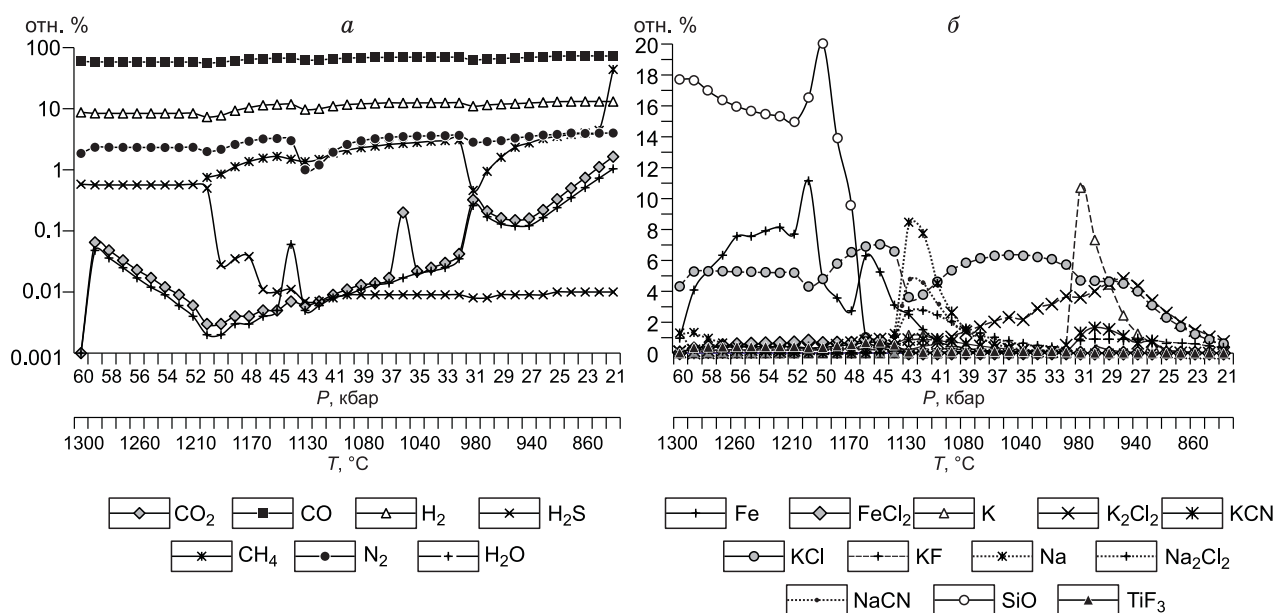 отн. %
а
100
10
1
0.1
0.01
0.001
60 58 56 54 52 50 48 46 44 41 39 37 35 33 31 29 27 25 23 21
P, кбар
1300 1260 1210 1170 1130 1080 1040 980 940 860
T, °C
CO₂ CO H₂ H₂S
CH₄ N₂ H₂O
отн. %
б
20
18
16
14
12
10
8
6
4
2
0
60 58 56 54 52 50 48 45 43 41 39 37 35 33 31 29 27 25 23 21
P, кбар
1300 1260 1210 1170 1130 1080 1040 980 940 860
T, °C
Fe FeCl₂ K K₂Cl₂ KCN
KCl KF Na Na₂Cl₂
NaCN SiO TiF₃